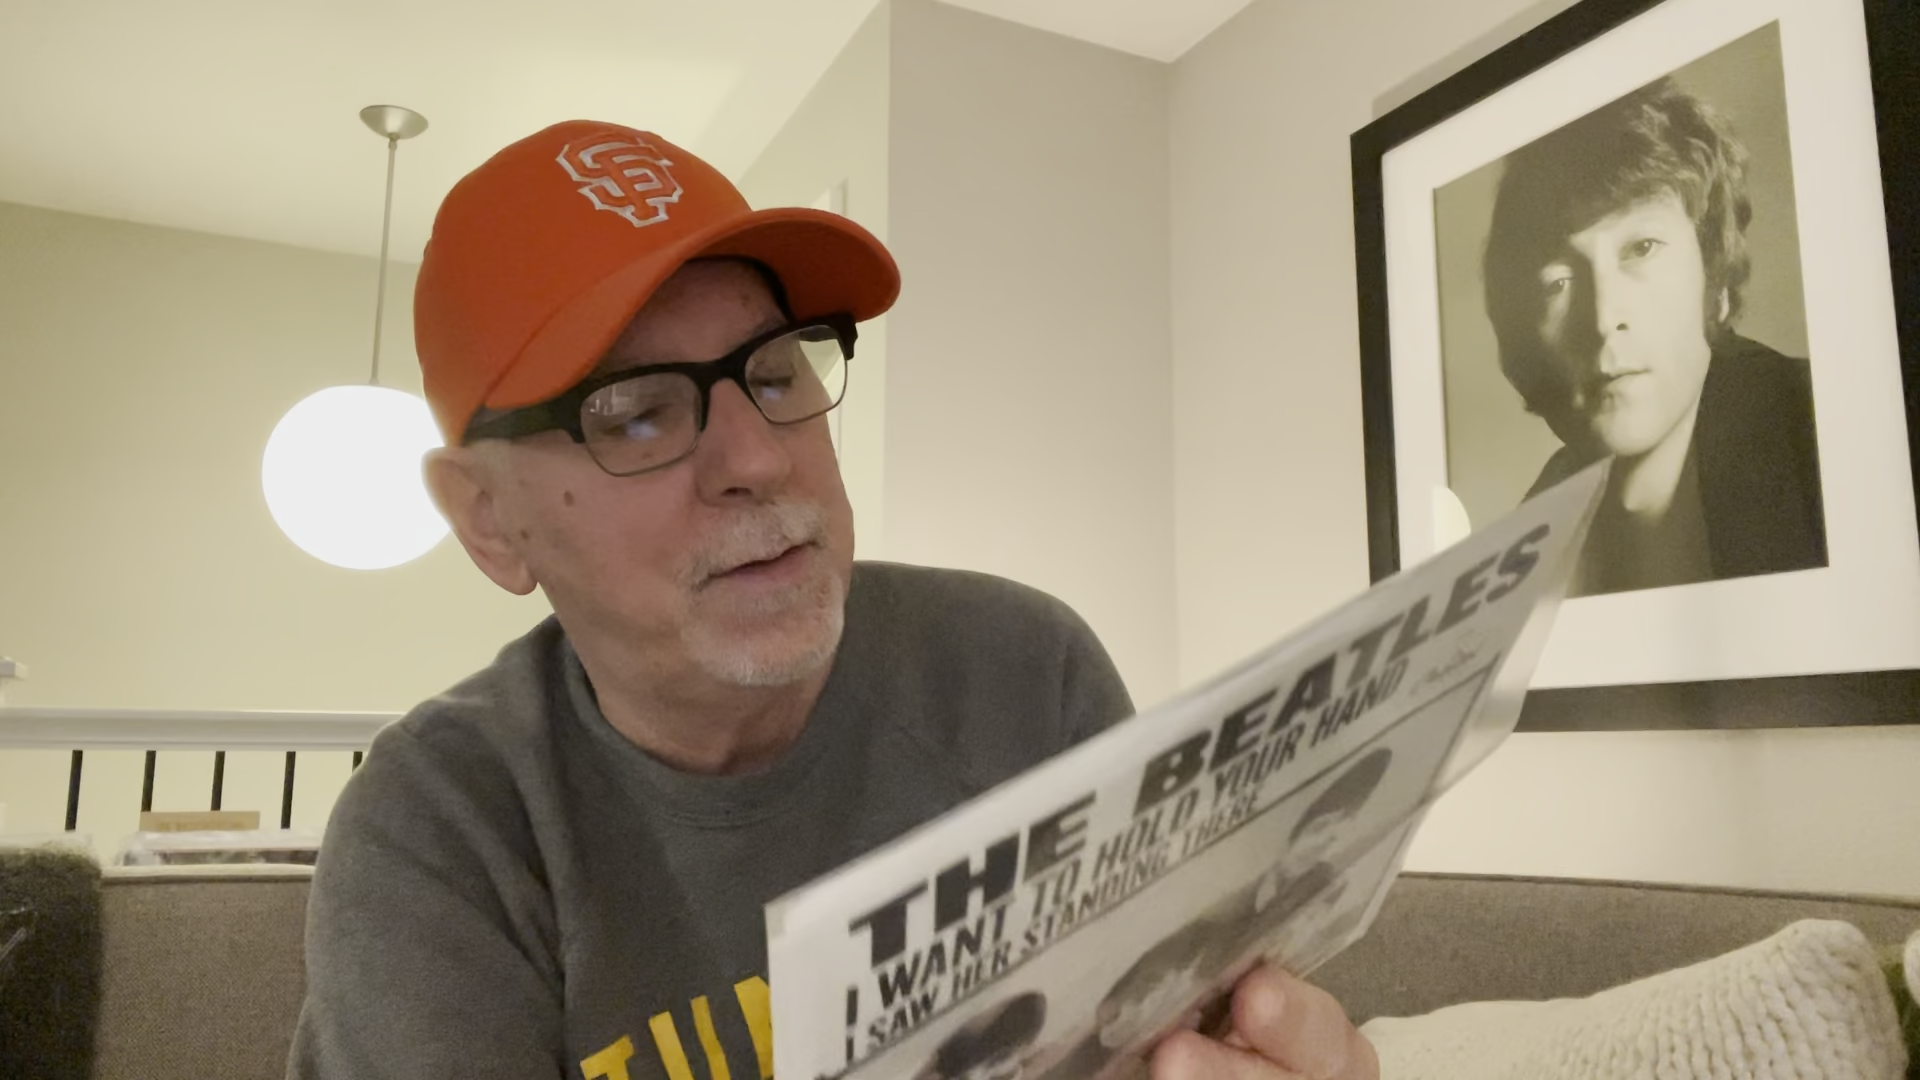 SF
THE BEATLES
I WANT TO HOLD YOUR HAND
I SAW HER STANDING THERE